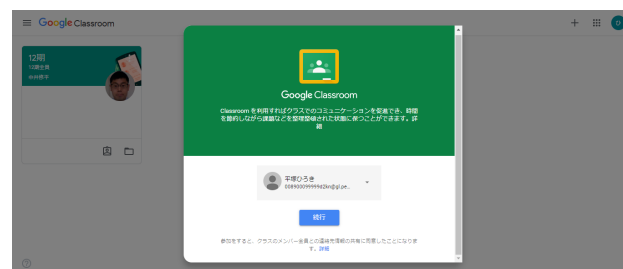 Google Classroom
12期
12期全員
Google Classroom
Classroom を利用すればクラスでのコミュニケーションを促進でき、時間
を節約しながら課題などを整理整頓された状態に保つことができます。詳
細
平塚ひろき
続行
参加をすると、クラスのメンバー全員との連絡先情報の共有に同意したことになりま
す。詳細